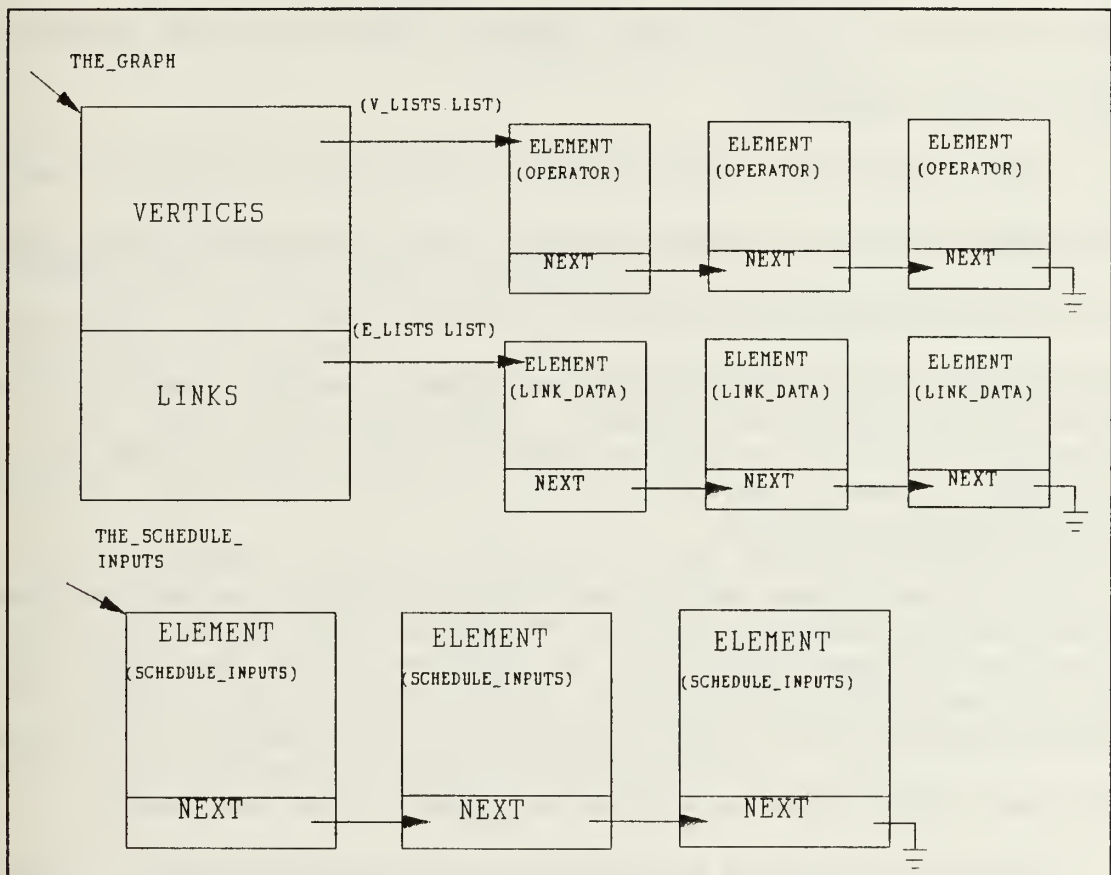 THE_GRAPH
(V_LISTS.LIST)
VERTICES
ELEMENT
(OPERATOR)
NEXT
ELEMENT
(OPERATOR)
NEXT
ELEMENT
(OPERATOR)
NEXT
(E_LISTS LIST)
LINKS
ELEMENT
(LINK_DATA)
NEXT
ELEMENT
(LINK_DATA)
NEXT
ELEMENT
(LINK_DATA)
NEXT
THE_SCHEDULE_
INPUTS
ELEMENT
(SCHEDULE_INPUTS)
NEXT
ELEMENT
(SCHEDULE_INPUTS)
NEXT
ELEMENT
(SCHEDULE_INPUTS)
NEXT